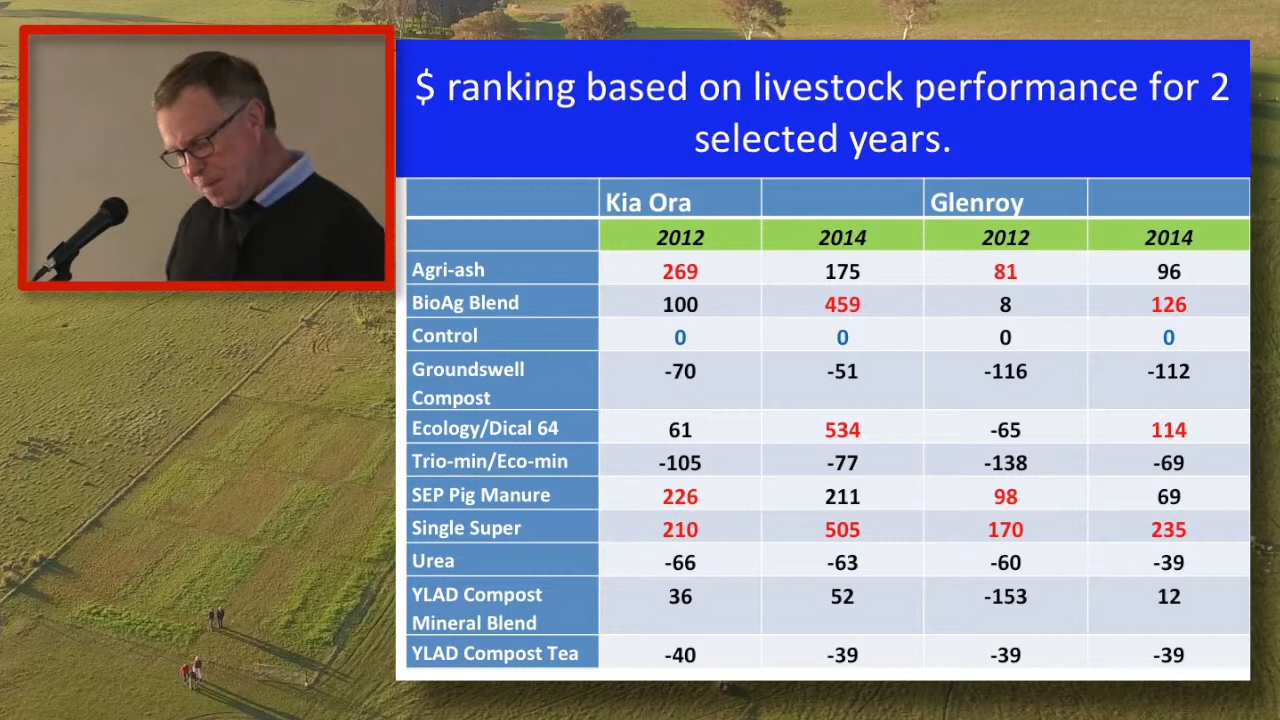 $ ranking based on livestock performance for 2
selected years.
Kia Ora Glenroy
2012 2014 2012 2014
Agri-ash 269 175 81 96
BioAg Blend 100 459 8 126
Control 0 0 0 0
Groundswell -70 -51 -116 -112
Compost
Ecology/Dical 64 61 534 -65 114
Trio-min/Eco-min -105 -77 -138 -69
SEP Pig Manure 226 211 98 69
Single Super 210 505 170 235
Urea -66 -63 -60 -39
YLAD Compost 36 52 -153 12
Mineral Blend
YLAD Compost Tea -40 -39 -39 -39